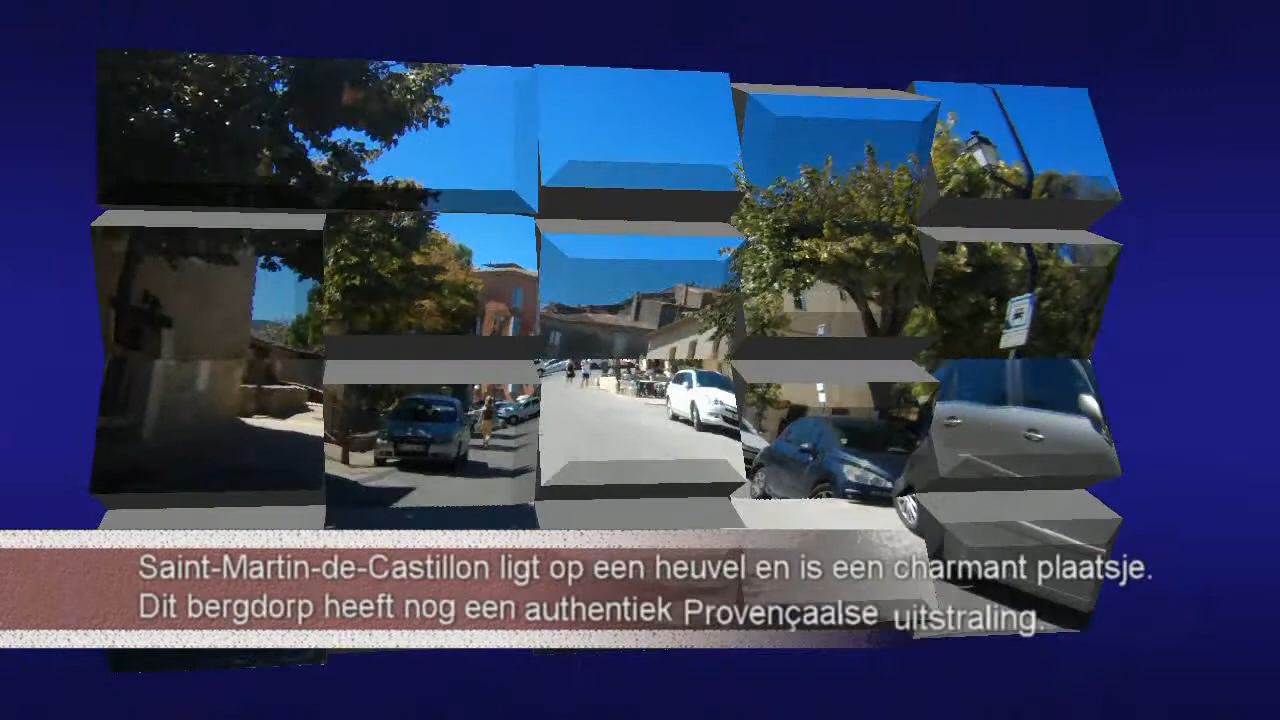 Saint-Martin-de-Castillon ligt op een heuvel en is een charmant plaatsje.
Dit bergdorp heeft nog een authentiek Provençaalse uitstraling.